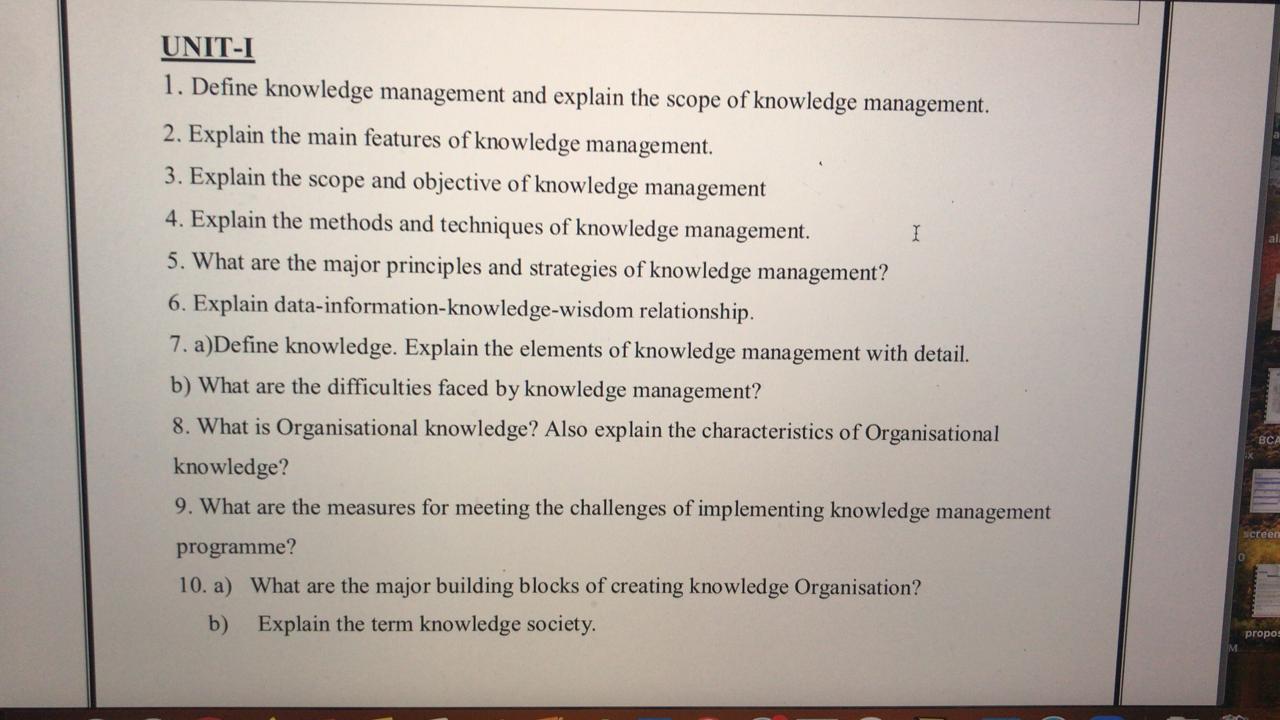 UNIT-I
1. Define knowledge management and explain the scope of knowledge management.
2. Explain the main features of knowledge management.
3. Explain the scope and objective of knowledge management
4. Explain the methods and techniques of knowledge management.
5. What are the major principles and strategies of knowledge management?
6. Explain data-information-knowledge-wisdom relationship.
7. a)Define knowledge. Explain the elements of knowledge management with detail.
b) What are the difficulties faced by knowledge management?
8. What is Organisational knowledge? Also explain the characteristics of Organisational
knowledge?
9. What are the measures for meeting the challenges of implementing knowledge management
programme?
10. a) What are the major building blocks of creating knowledge Organisation?
b) Explain the term knowledge society.
BCA
screen
propos